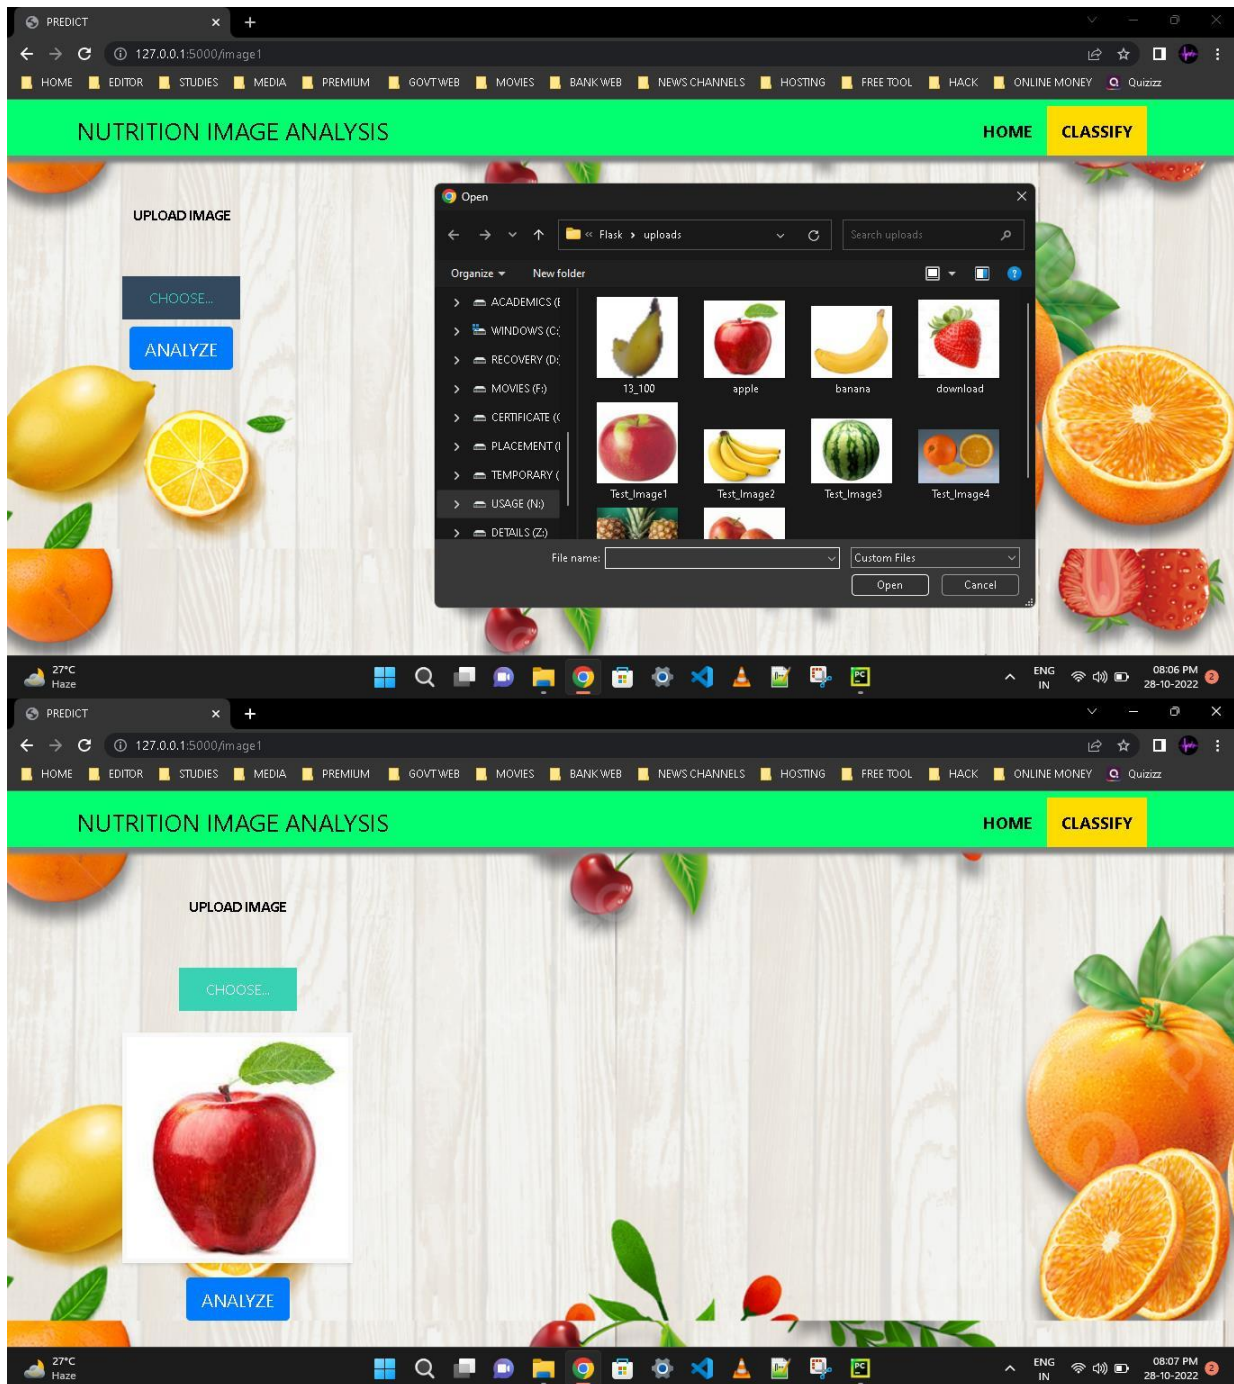 PREDICT
127.0.0.1:5000/image1
HOME EDITOR STUDIES MEDIA PREMIUM GOVT WEB MOVIES BANK WEB NEWS CHANNELS HOSTING FREE TOOL HACK ONLINE MONEY Quizizz
NUTRITION IMAGE ANALYSIS HOME CLASSIFY
UPLOAD IMAGE
CHOOSE...
ANALYZE
Open
« Flask › uploads Search uploads
Organize New folder
ACADEMICS (E
WINDOWS (C:
RECOVERY (D:
MOVIES (F:)
CERTIFICATE (
PLACEMENT (
TEMPORARY (
USAGE (N:)
DETAILS (Z:)
13_100 apple banana download
Test_Image1 Test_Image2 Test_Image3 Test_Image4
File name: Custom Files
Open Cancel
27°C
Haze
ENG
IN
08:06 PM
28-10-2022
2
PREDICT
127.0.0.1:5000/image1
HOME EDITOR STUDIES MEDIA PREMIUM GOVT WEB MOVIES BANK WEB NEWS CHANNELS HOSTING FREE TOOL HACK ONLINE MONEY Quizizz
NUTRITION IMAGE ANALYSIS HOME CLASSIFY
UPLOAD IMAGE
CHOOSE...
ANALYZE
27°C
Haze
ENG
IN
08:07 PM
28-10-2022
2